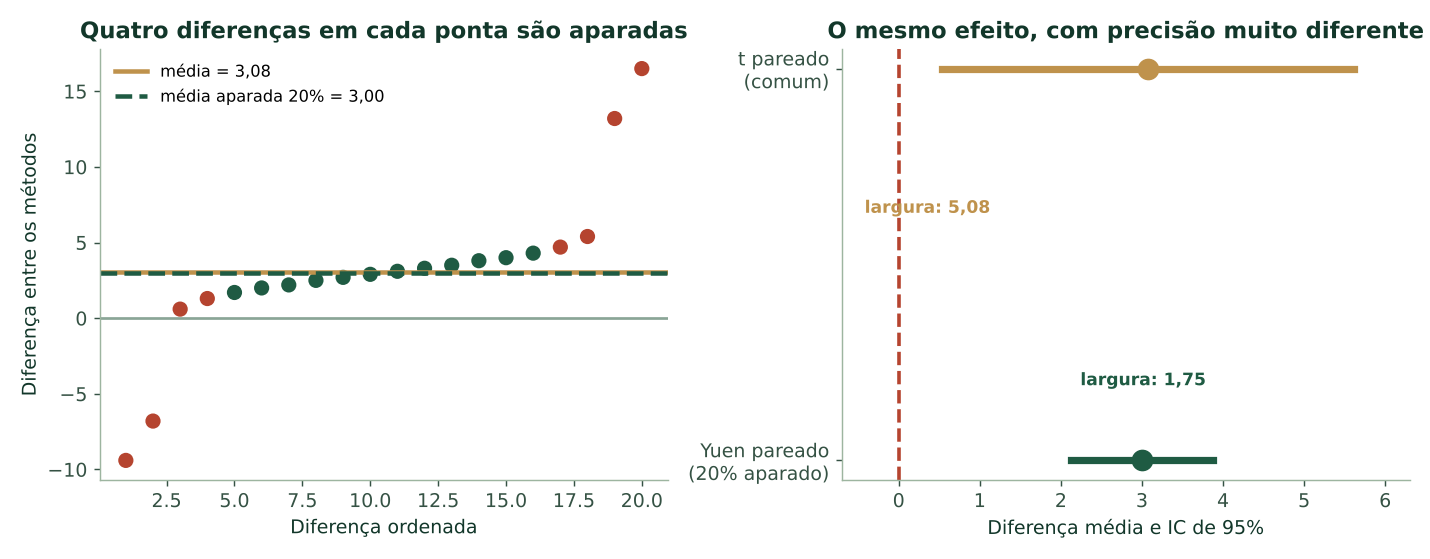 Quatro diferenças em cada ponta são aparadas
média = 3,08
média aparada 20% = 3,00
Diferença entre os métodos
15
10
5
0
−5
−10
2.5 5.0 7.5 10.0 12.5 15.0 17.5 20.0
Diferença ordenada
O mesmo efeito, com precisão muito diferente
t pareado
(comum)
largura: 5,08
largura: 1,75
Yuen pareado
(20% aparado)
0 1 2 3 4 5 6
Diferença média e IC de 95%